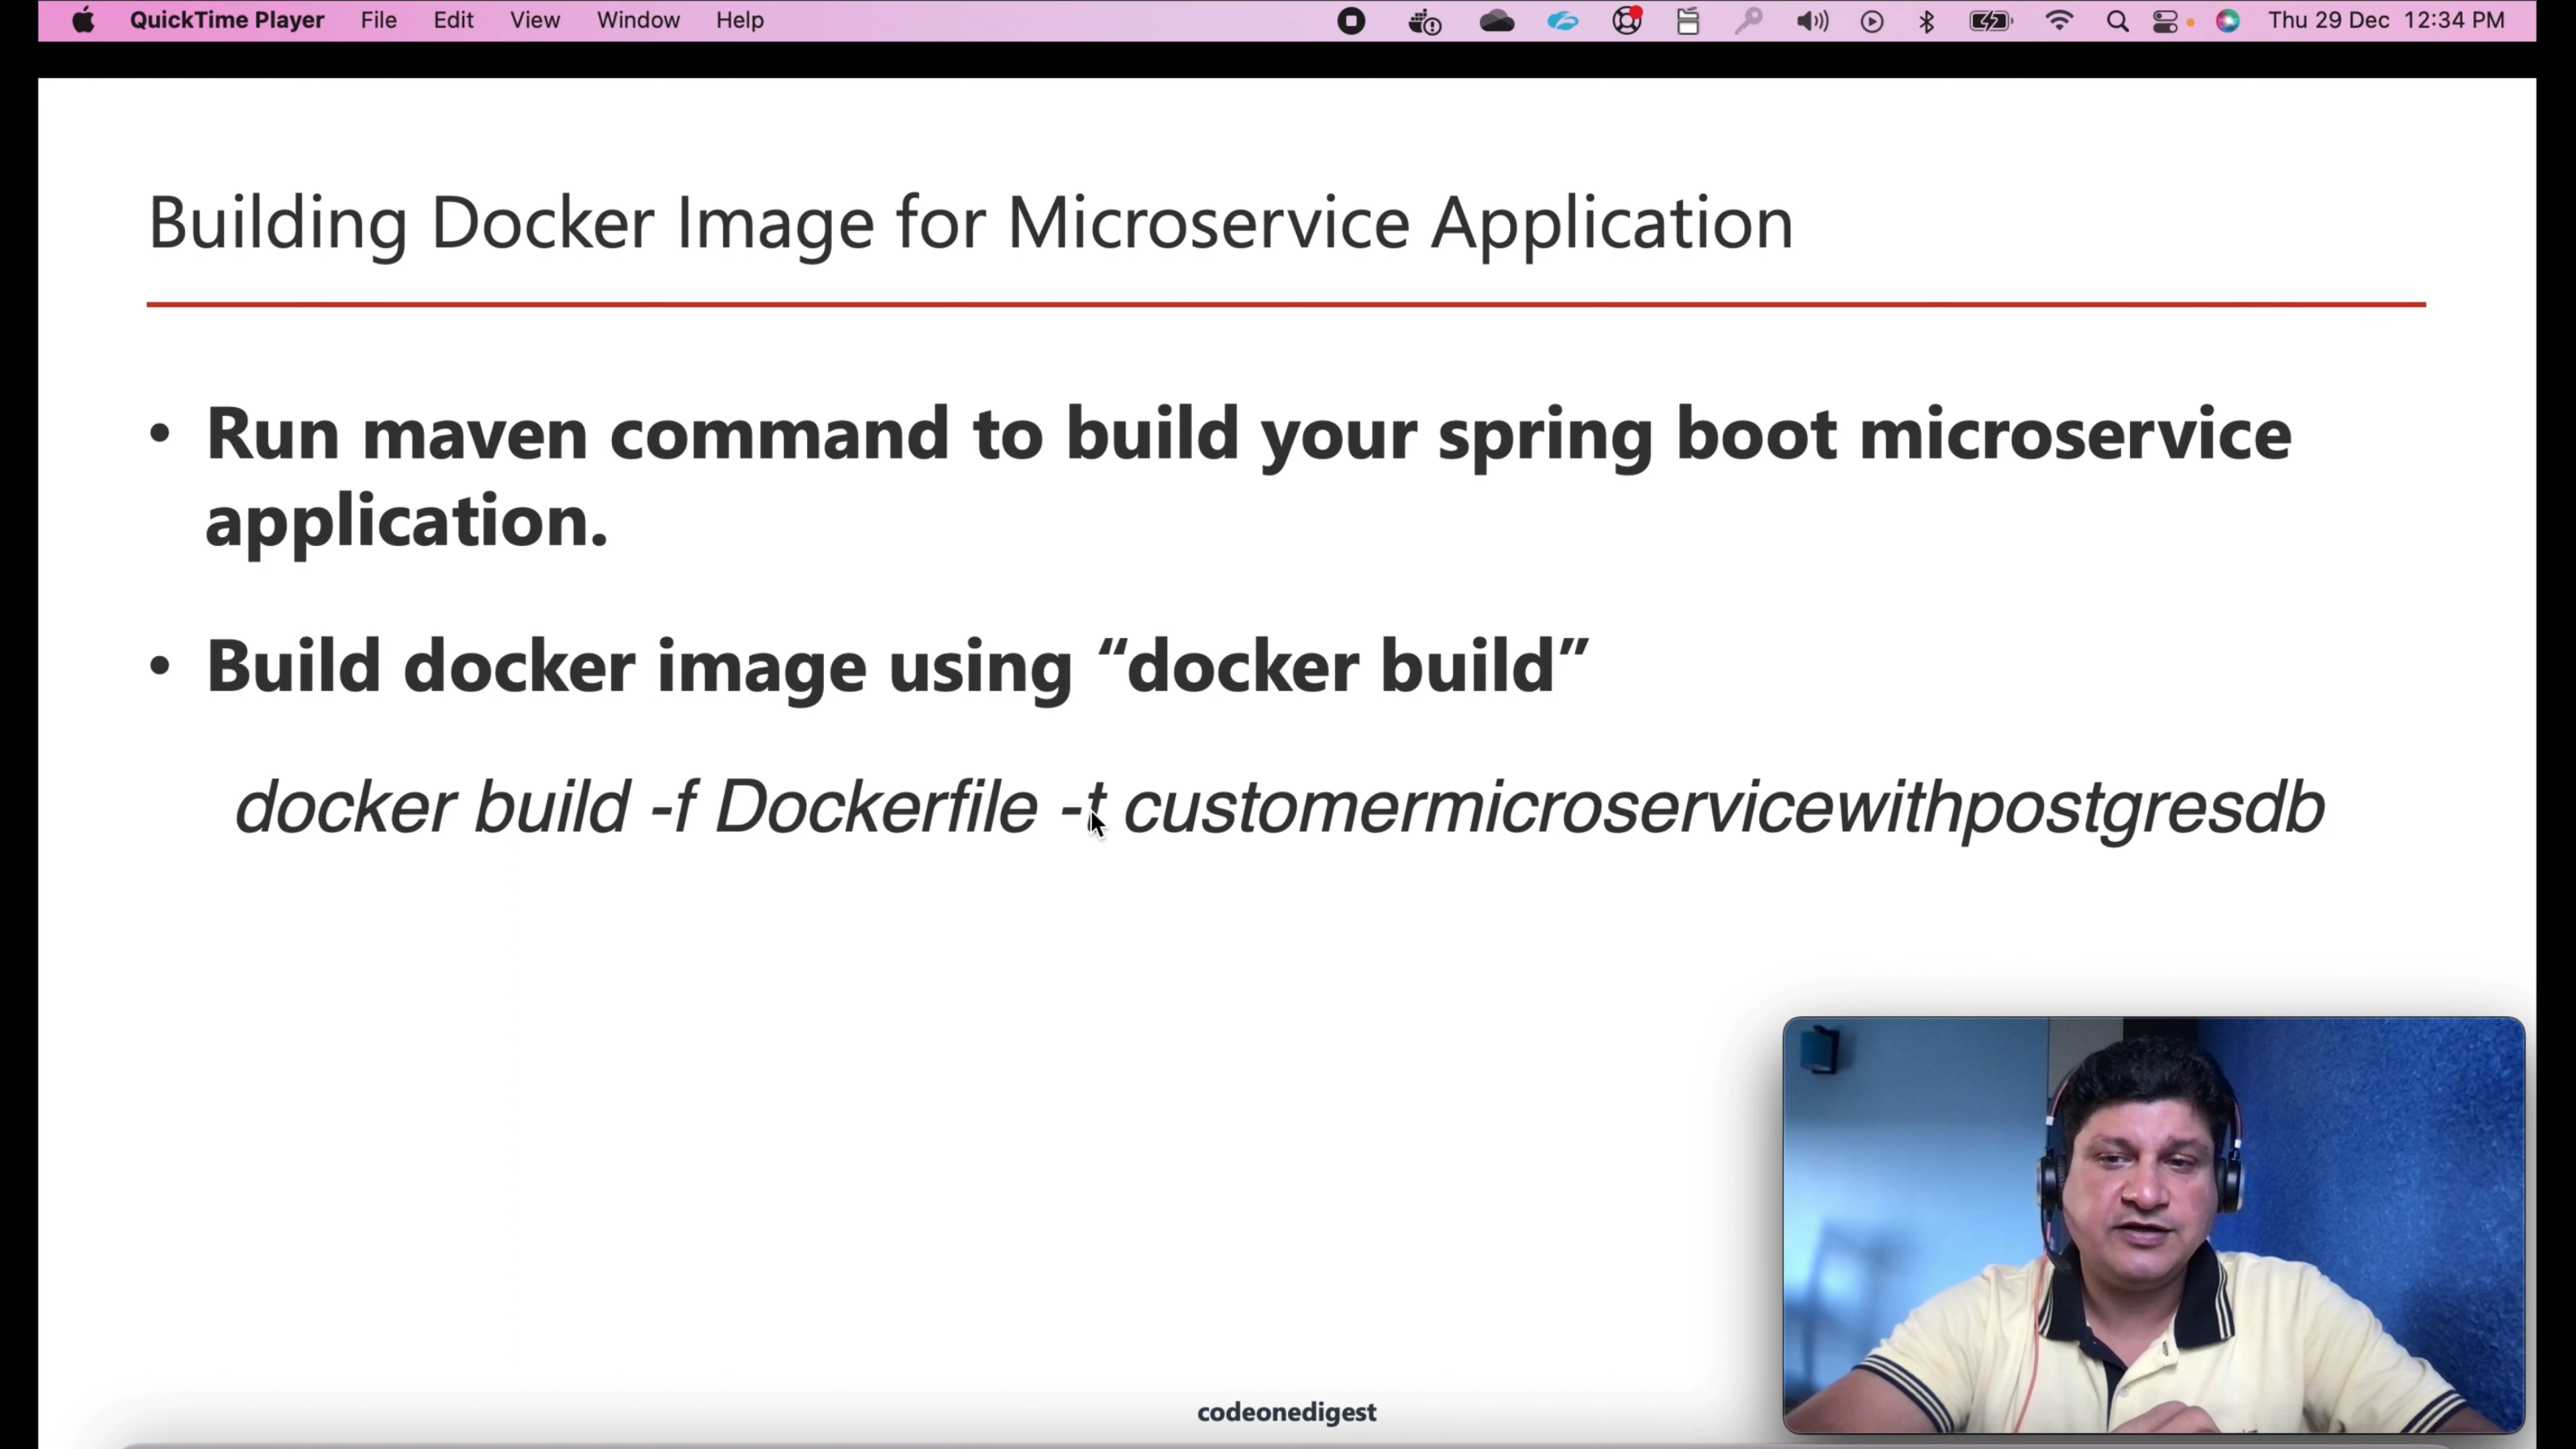 QuickTime Player File Edit View Window Help Thu 29 Dec 12:34 PM
Building Docker Image for Microservice Application
• Run maven command to build your spring boot microservice
application.
• Build docker image using “docker build”
docker build -f Dockerfile -t customermicroservicewithpostgresdb
codeonedigest